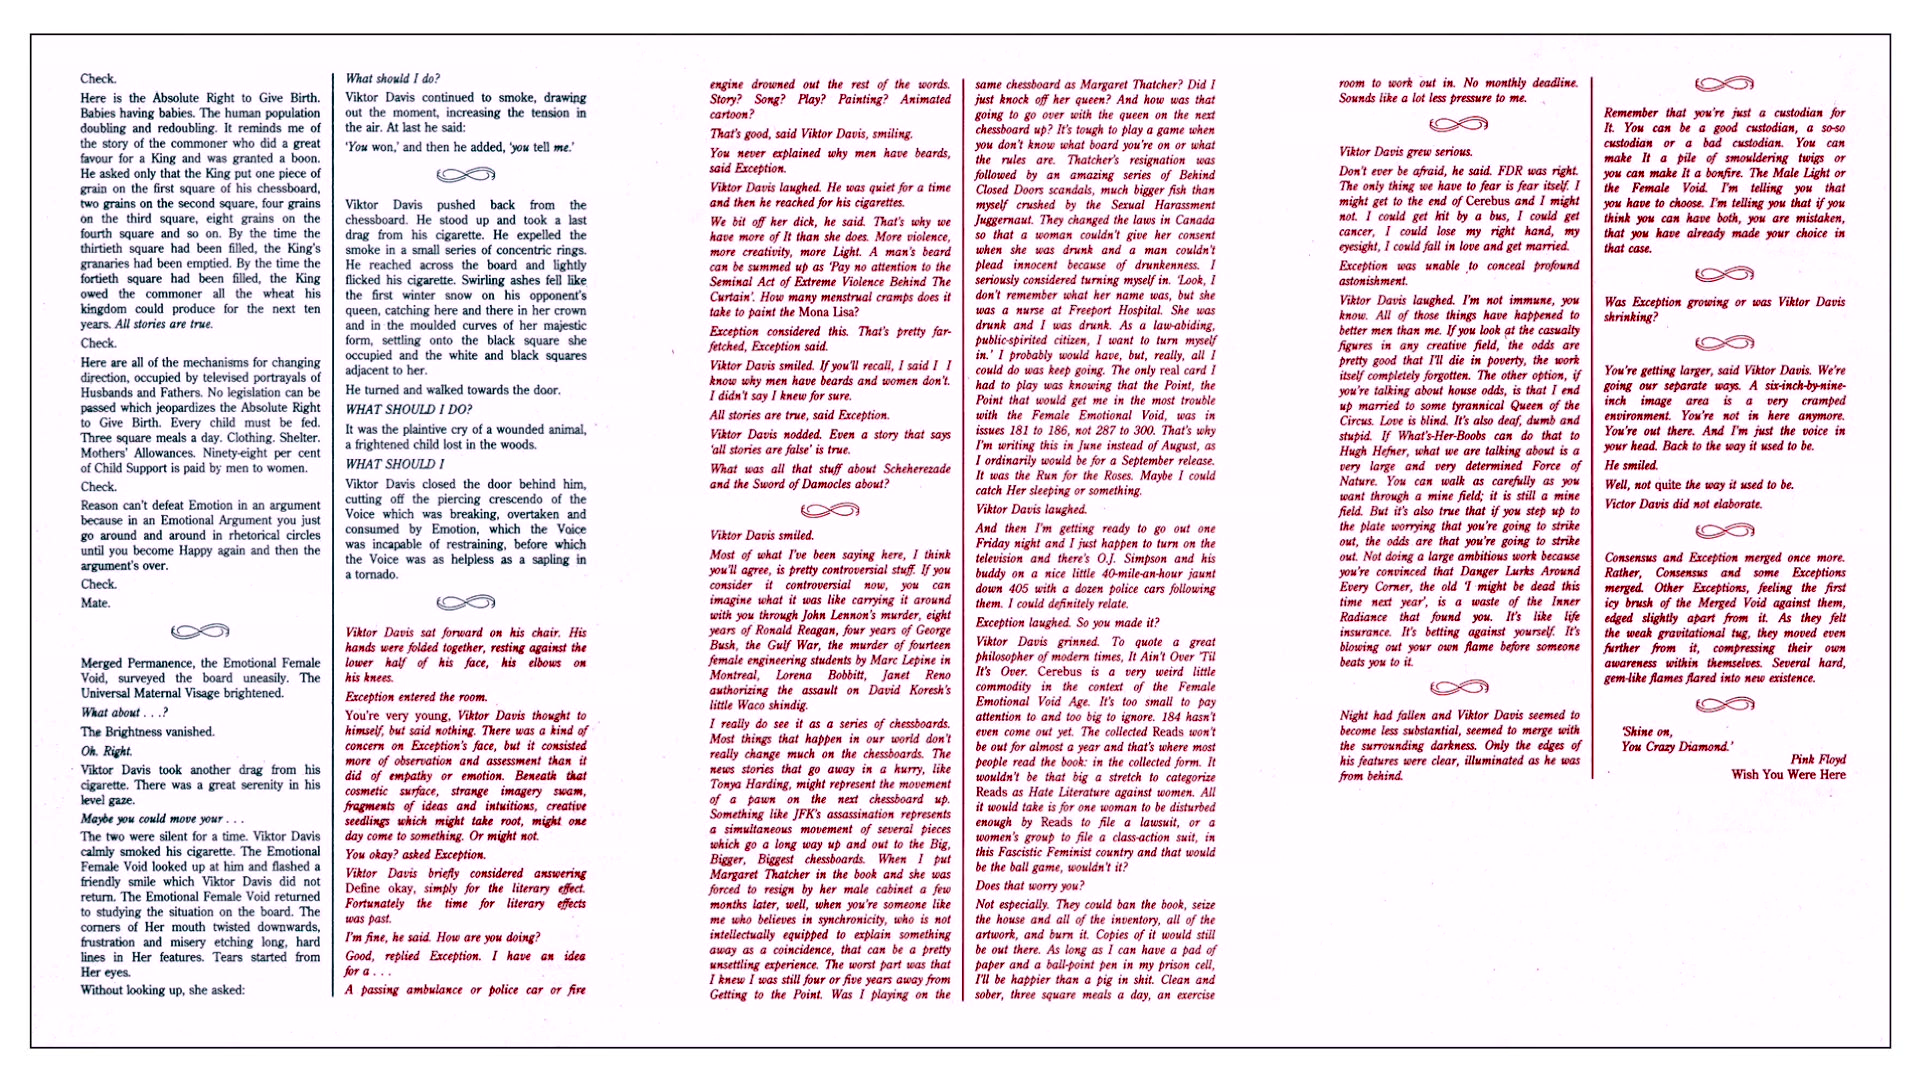 Check.
Here is the Absolute Right to Give Birth.
Babies having babies. The human population
doubling and redoubling. It reminds me of
the story of the commoner who did a great
favour for a King and was granted a boon.
He asked only that the King put one piece of
grain on the first square of his chessboard,
two grains on the second square, four grains
on the third square, eight grains on the
fourth square and so on. By the time the
thirtieth square had been filled, the King's
granaries had been emptied. By the time the
fortieth square had been filled, the King
owed the commoner all the wheat his
kingdom could produce for the next ten
years. All stories are true.
Check.
Here are all of the mechanisms for changing
direction, occupied by televised portrayals of
Husbands and Fathers. No legislation can be
passed which jeopardizes the Absolute Right
to Give Birth. Every child must be fed.
Three square meals a day. Clothing. Shelter.
Mothers' Allowances. Ninety-eight per cent
of Child Support is paid by men to women.
Check.
Reason can't defeat Emotion in an argument
because in an Emotional Argument you just
go around and around in rhetorical circles
until you become Happy again and then the
argument's over.
Check.
Mate.
Merged Permanence, the Emotional Female
Void, surveyed the board uneasily. The
Universal Maternal Visage brightened.
What about . . .?
The Brightness vanished.
Oh. Right.
Viktor Davis took another drag from his
cigarette. There was a great serenity in his
level gaze.
Maybe you could move your . . .
The two were silent for a time. Viktor Davis
calmly smoked his cigarette. The Emotional
Female Void looked up at him and flashed a
friendly smile which Viktor Davis did not
return. The Emotional Female Void returned
to studying the situation on the board. The
corners of Her mouth twisted downwards,
frustration and misery etching long, hard
lines in Her features. Tears started from
Her eyes.
Without looking up, she asked:
What should I do?
Viktor Davis continued to smoke, drawing
out the moment, increasing the tension in
the air. At last he said:
'You won,' and then he added, 'you tell me.'
Viktor Davis pushed back from the
chessboard. He stood up and took a last
drag from his cigarette. He expelled the
smoke in a small series of concentric rings.
He reached across the board and lightly
flicked his cigarette. Swirling ashes fell like
the first winter snow on his opponent's
queen, catching here and there in her crown
and in the moulded curves of her majestic
form, settling onto the black square she
occupied and the white and black squares
adjacent to her.
He turned and walked towards the door.
WHAT SHOULD I DO?
It was the plaintive cry of a wounded animal,
a frightened child lost in the woods.
WHAT SHOULD I
Viktor Davis closed the door behind him,
cutting off the piercing crescendo of the
Voice which was breaking, overtaken and
consumed by Emotion, which the Voice
was incapable of restraining, before which
the Voice was as helpless as a sapling in
a tornado.
Viktor Davis sat forward on his chair. His
hands were folded together, resting against the
lower half of his face, his elbows on
his knees.
Exception entered the room.
You're very young, Viktor Davis thought to
himself, but said nothing. There was a kind of
concern on Exception's face, but it consisted
more of observation and assessment than it
did of empathy or emotion. Beneath that
cosmetic surface, strange imagery swam,
fragments of ideas and intuitions, creative
seedlings which might take root, might one
day come to something. Or might not.
You okay? asked Exception.
Viktor Davis briefly considered answering
Define okay, simply for the literary effect.
Fortunately the time for literary effects
was past.
I'm fine, he said. How are you doing?
Good, replied Exception. I have an idea
for a . . .
A passing ambulance or police car or fire
engine drowned out the rest of the words.
Story? Song? Play? Painting? Animated
cartoon?
That's good, said Viktor Davis, smiling.
You never explained why men have beards,
said Exception.
Viktor Davis laughed. He was quiet for a time
and then he reached for his cigarettes.
We bit off her dick, he said. That's why we
have more of It than she does. More violence,
more creativity, more Light. A man's beard
can be summed up as 'Pay no attention to the
Seminal Act of Extreme Violence Behind The
Curtain'. How many menstrual cramps does it
take to paint the Mona Lisa?
Exception considered this. That's pretty far-
fetched, Exception said.
Viktor Davis smiled. If you'll recall, I said I I
know why men have beards and women don't.
I didn't say I knew for sure.
All stories are true, said Exception.
Viktor Davis nodded. Even a story that says
'all stories are false' is true.
What was all that stuff about Scheherezade
and the Sword of Damocles about?
Viktor Davis smiled.
Most of what I've been saying here, I think
you'll agree, is pretty controversial stuff. If you
consider it controversial now, you can
imagine what it was like carrying it around
with you through John Lennon's murder, eight
years of Ronald Reagan, four years of George
Bush, the Gulf War, the murder of fourteen
female engineering students by Marc Lepine in
Montreal, Lorena Bobbitt, Janet Reno
authorizing the assault on David Koresh's
little Waco shindig.
I really do see it as a series of chessboards.
Most things that happen in our world don't
really change much on the chessboards. The
news stories that go away in a hurry, like
Tonya Harding, might represent the movement
of a pawn on the next chessboard up.
Something like JFK's assassination represents
a simultaneous movement of several pieces
which go a long way up and out to the Big,
Bigger, Biggest chessboards. When I put
Margaret Thatcher in the book and she was
forced to resign by her male cabinet a few
months later, well, when you're someone like
me who believes in synchronicity, who is not
intellectually equipped to explain something
away as a coincidence, that can be a pretty
unsettling experience. The worst part was that
I knew I was still four or five years away from
Getting to the Point. Was I playing on the
same chessboard as Margaret Thatcher? Did I
just knock off her queen? And how was that
going to go over with the queen on the next
chessboard up? It's tough to play a game when
you don't know what board you're on or what
the rules are. Thatcher's resignation was
followed by an amazing series of Behind
Closed Doors scandals, much bigger fish than
myself crushed by the Sexual Harassment
Juggernaut. They changed the laws in Canada
so that a woman couldn't give her consent
when she was drunk and a man couldn't
plead innocent because of drunkenness. I
seriously considered turning myself in. 'Look, I
don't remember what her name was, but she
was a nurse at Freeport Hospital. She was
drunk and I was drunk. As a law-abiding,
public-spirited citizen, I want to turn myself
in.' I probably would have, but, really, all I
could do was keep going. The only real card I
had to play was knowing that the Point, the
Point that would get me in the most trouble
with the Female Emotional Void, was in
issues 181 to 186, not 287 to 300. That's why
I'm writing this in June instead of August, as
I ordinarily would be for a September release.
It was the Run for the Roses. Maybe I could
catch Her sleeping or something.
Viktor Davis laughed.
And then I'm getting ready to go out one
Friday night and I just happen to turn on the
television and there's O.J. Simpson and his
buddy on a nice little 40-mile-an-hour jaunt
down 405 with a dozen police cars following
them. I could definitely relate.
Exception laughed. So you made it?
Viktor Davis grinned. To quote a great
philosopher of modern times, It Ain't Over 'Til
It's Over. Cerebus is a very weird little
commodity in the context of the Female
Emotional Void Age. It's too small to pay
attention to and too big to ignore. 184 hasn't
even come out yet. The collected Reads won't
be out for almost a year and that's where most
people read the book: in the collected form. It
wouldn't be that big a stretch to categorize
Reads as Hate Literature against women. All
it would take is for one woman to be disturbed
enough by Reads to file a lawsuit, or a
women's group to file a class-action suit, in
this Fascistic Feminist country and that would
be the ball game, wouldn't it?
Does that worry you?
Not especially. They could ban the book, seize
the house and all of the inventory, all of the
artwork, and burn it. Copies of it would still
be out there. As long as I can have a pad of
paper and a ball-point pen in my prison cell,
I'll be happier than a pig in shit. Clean and
sober, three square meals a day, an exercise
room to work out in. No monthly deadline.
Sounds like a lot less pressure to me.
Viktor Davis grew serious.
Don't ever be afraid, he said. FDR was right.
The only thing we have to fear is fear itself. I
might get to the end of Cerebus and I might
not. I could get hit by a bus, I could get
cancer, I could lose my right hand, my
eyesight, I could fall in love and get married.
Exception was unable to conceal profound
astonishment.
Viktor Davis laughed. I'm not immune, you
know. All of those things have happened to
better men than me. If you look at the casualty
figures in any creative field, the odds are
pretty good that I'll die in poverty, the work
itself completely forgotten. The other option, if
you're talking about house odds, is that I end
up married to some tyrannical Queen of the
Circus. Love is blind. It's also deaf, dumb and
stupid. If What's-Her-Boobs can do that to
Hugh Hefner, what we are talking about is a
very large and very determined Force of
Nature. You can walk as carefully as you
want through a mine field; it is still a mine
field. But it's also true that if you step up to
the plate worrying that you're going to strike
out, the odds are that you're going to strike
out. Not doing a large ambitious work because
you're convinced that Danger Lurks Around
Every Corner, the old 'I might be dead this
time next year', is a waste of the Inner
Radiance that found you. It's like life
insurance. It's betting against yourself. It's
blowing out your own flame before someone
beats you to it.
Night had fallen and Viktor Davis seemed to
become less substantial, seemed to merge with
the surrounding darkness. Only the edges of
his features were clear, illuminated as he was
from behind.
Remember that you're just a custodian for
It. You can be a good custodian, a so-so
custodian or a bad custodian. You can
make It a pile of smouldering twigs or
you can make It a bonfire. The Male Light or
the Female Void. I'm telling you that
you have to choose. I'm telling you that if you
think you can have both, you are mistaken,
that you have already made your choice in
that case.
Was Exception growing or was Viktor Davis
shrinking?
You're getting larger, said Viktor Davis. We're
going our separate ways. A six-inch-by-nine-
inch image area is a very cramped
environment. You're not in here anymore.
You're out there. And I'm just the voice in
your head. Back to the way it used to be.
He smiled.
Well, not quite the way it used to be.
Victor Davis did not elaborate.
Consensus and Exception merged once more.
Rather, Consensus and some Exceptions
merged. Other Exceptions, feeling the first
icy brush of the Merged Void against them,
edged slightly apart from it. As they felt
the weak gravitational tug, they moved even
further from it, compressing their own
awareness within themselves. Several hard,
gem-like flames flared into new existence.
'Shine on,
You Crazy Diamond.'
Pink Floyd
Wish You Were Here